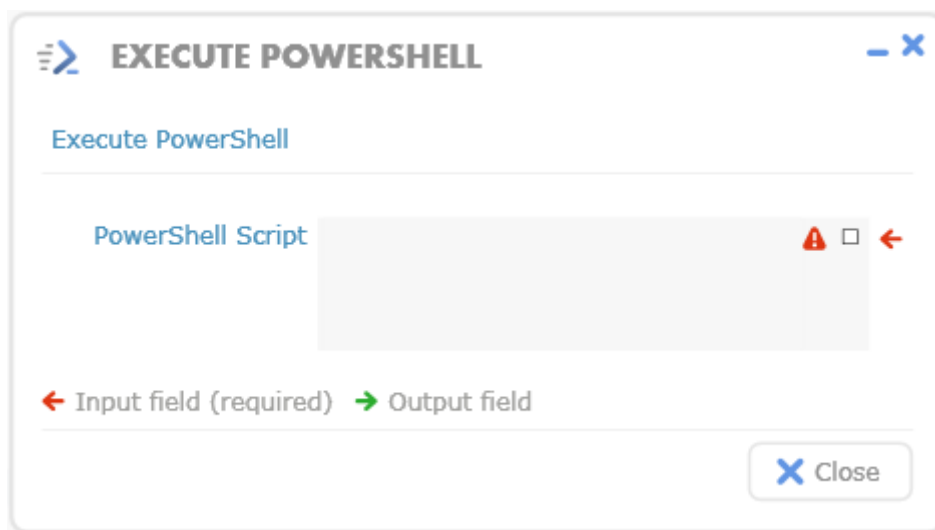 EXECUTE POWERSHELL
Execute PowerShell
PowerShell Script
Input field (required) Output field
Close